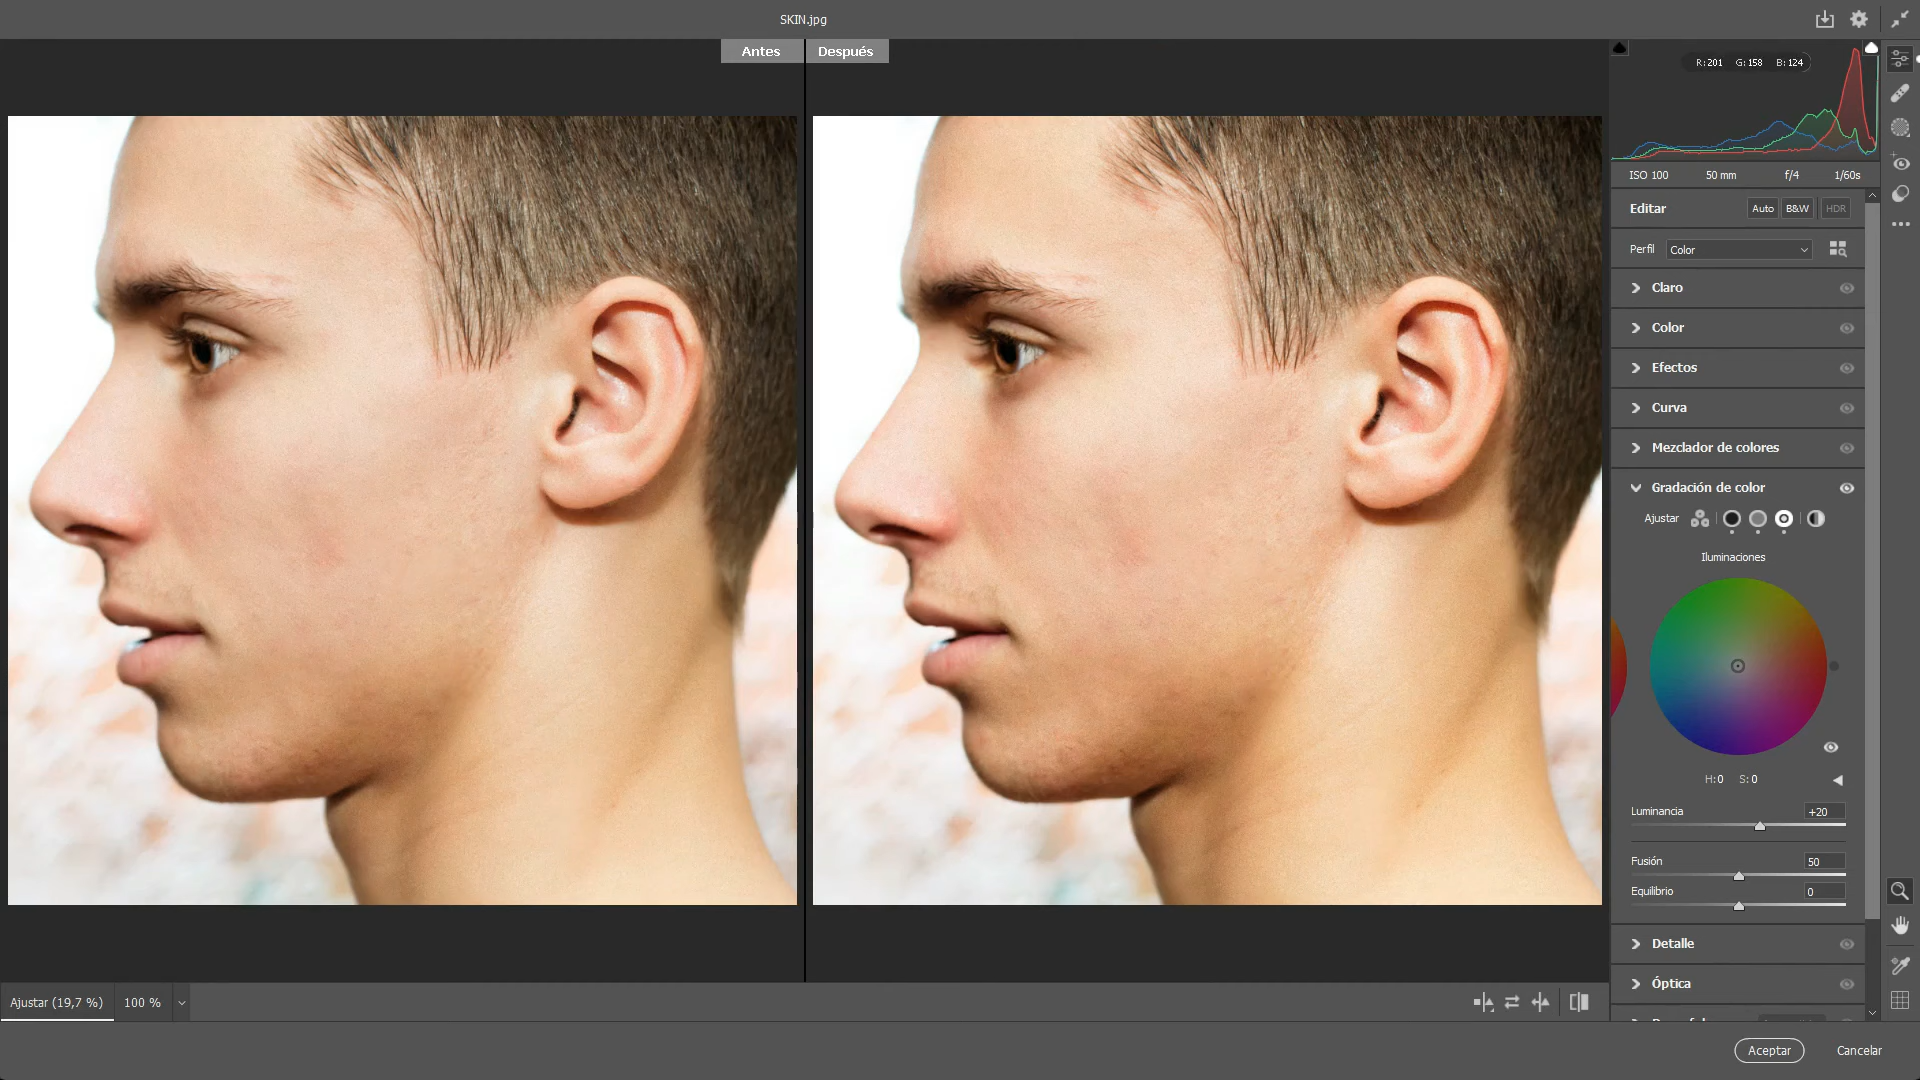 SKIN.jpg
Antes
Después
R: 201 G: 158 B: 124
ISO 100 50 mm f/4 1/60s
Editar Auto B&W HDR
Perfil Color
Claro
Color
Efectos
Curva
Mezclador de colores
Gradación de color
Ajustar
Iluminaciones
H: 0 S: 0
Luminancia +20
Fusión 50
Equilibrio 0
Detalle
Óptica
Ajustar (19,7 %) 100 %
Aceptar Cancelar